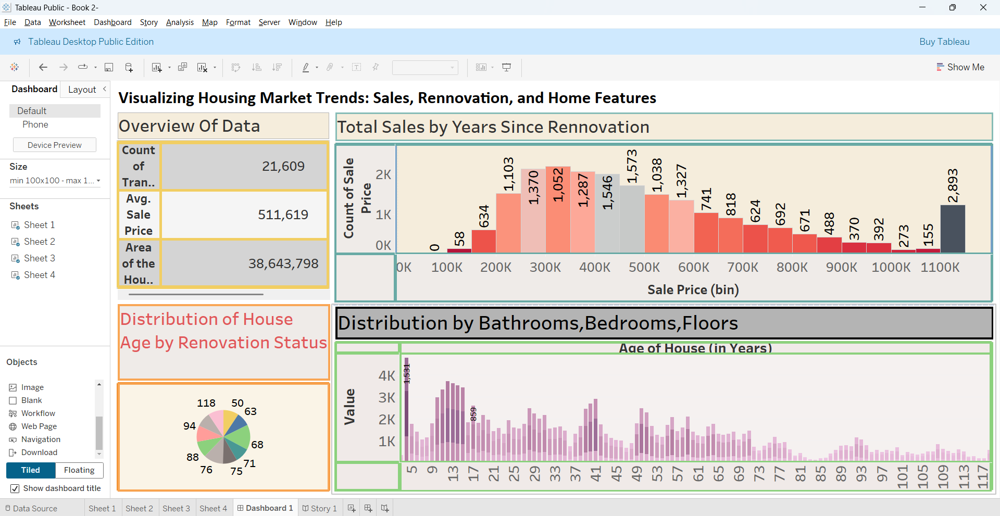 Tableau Public - Book 2-
File Data Worksheet Dashboard Story Analysis Map Format Server Window Help
Tableau Desktop Public Edition
Buy Tableau
Show Me
Dashboard Layout
Default
Phone
Device Preview
Size
min 100x100 - max 1...
Sheets
Sheet 1
Sheet 2
Sheet 3
Sheet 4
Objects
Image
Blank
Workflow
Web Page
Navigation
Download
Tiled Floating
Show dashboard title
Visualizing Housing Market Trends: Sales, Rennovation, and Home Features
Overview Of Data
Count
of
Tran..
21,609
Avg.
Sale
Price
511,619
Area
of the
Hou..
38,643,798
Total Sales by Years Since Rennovation
Count of Sale
Price
2K
1K
0K
0 58 634 1,103 1,370 1,052 1,287 1,546 1,573 1,038 1,327 741 818 624 692 671 488 370 392 273 155 2,893
0K 100K 200K 300K 400K 500K 600K 700K 800K 900K 1000K 1100K
Sale Price (bin)
Distribution of House
Age by Renovation Status
118 50
63
94
68
88
71
76 75
Distribution by Bathrooms,Bedrooms,Floors
Age of House (in Years)
Value
4K
3K
2K
1K
1,531 859
5 9 13 17 21 25 29 33 37 41 45 49 53 57 61 65 69 73 77 81 85 89 93 97 101 105 109 113 117
Data Source Sheet 1 Sheet 2 Sheet 3 Sheet 4 Dashboard 1 Story 1